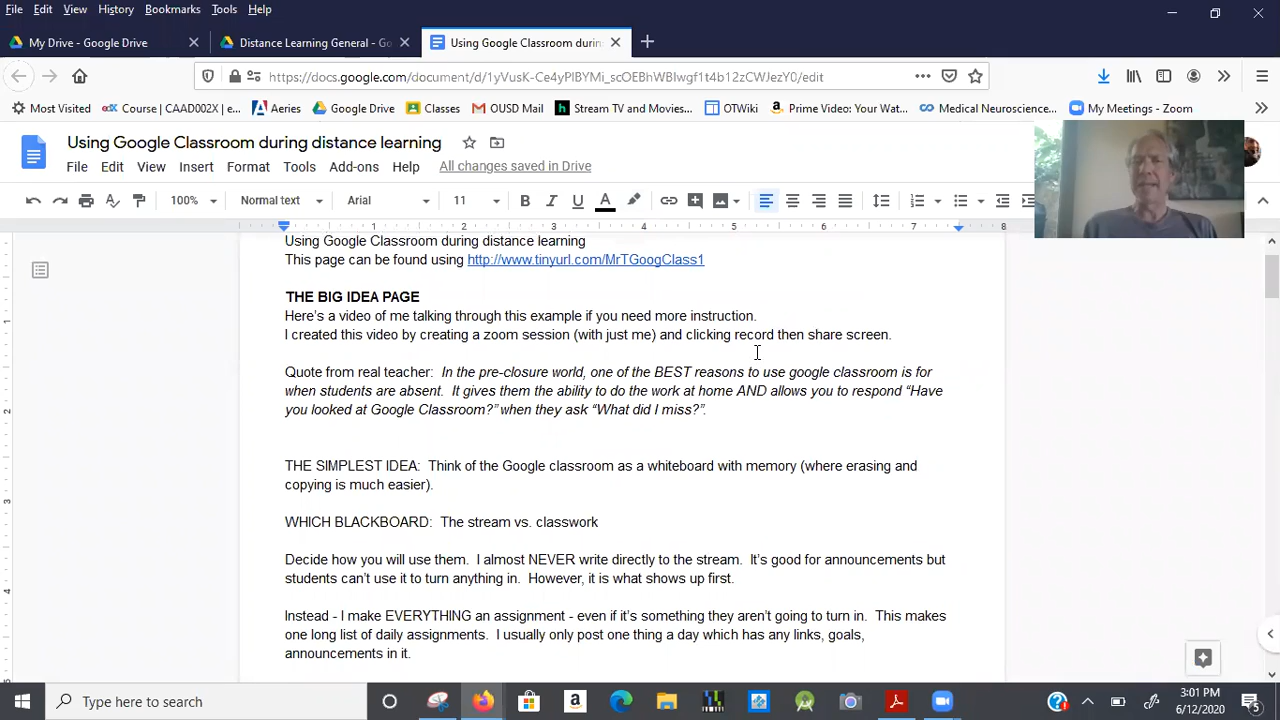 File Edit View History Bookmarks Tools Help
My Drive - Google Drive
Distance Learning General - Go
Using Google Classroom durin
https://docs.google.com/document/d/1yVusK-Ce4yPlBYMi_scOEBhWBIwgf1t4b12zCWJezY0/edit
Most Visited
Course | CAAD002X | e…
Aeries
Google Drive
Classes
OUSD Mail
Stream TV and Movies…
OTWiki
Prime Video: Your Wat…
Medical Neuroscience…
My Meetings - Zoom
Using Google Classroom during distance learning
File Edit View Insert Format Tools Add-ons Help All changes saved in Drive
100% Normal text Arial 11 B I U A
1 2 3 4 5 6 7 8
Using Google Classroom during distance learning
This page can be found using http://www.tinyurl.com/MrTGoogClass1
THE BIG IDEA PAGE
Here's a video of me talking through this example if you need more instruction.
I created this video by creating a zoom session (with just me) and clicking record then share screen.
Quote from real teacher: In the pre-closure world, one of the BEST reasons to use google classroom is for
when students are absent. It gives them the ability to do the work at home AND allows you to respond “Have
you looked at Google Classroom?” when they ask “What did I miss?”.
THE SIMPLEST IDEA: Think of the Google classroom as a whiteboard with memory (where erasing and
copying is much easier).
WHICH BLACKBOARD: The stream vs. classwork
Decide how you will use them. I almost NEVER write directly to the stream. It's good for announcements but
students can't use it to turn anything in. However, it is what shows up first.
Instead - I make EVERYTHING an assignment - even if it's something they aren't going to turn in. This makes
one long list of daily assignments. I usually only post one thing a day which has any links, goals,
announcements in it.
Type here to search
3:01 PM
6/12/2020